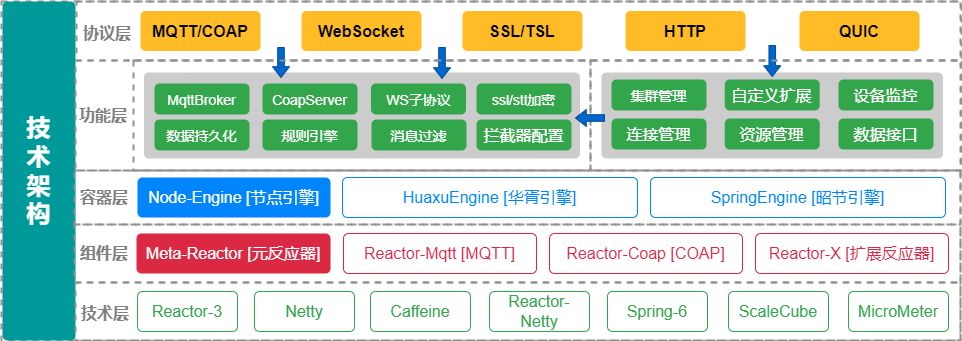 技术架构
协议层
MQTT/COAP
WebSocket
SSL/TSL
HTTP
QUIC
功能层
MqttBroker
CoapServer
WS子协议
ssl/stl加密
数据持久化
规则引擎
消息过滤
拦截器配置
集群管理
自定义扩展
设备监控
连接管理
资源管理
数据接口
容器层
Node-Engine [节点引擎]
HuaxuEngine [华胥引擎]
SpringEngine [昭节引擎]
组件层
Meta-Reactor [元反应器]
Reactor-Mqtt [MQTT]
Reactor-Coap [COAP]
Reactor-X [扩展反应器]
技术层
Reactor-3
Netty
Caffeine
Reactor-
Netty
Spring-6
ScaleCube
MicroMeter